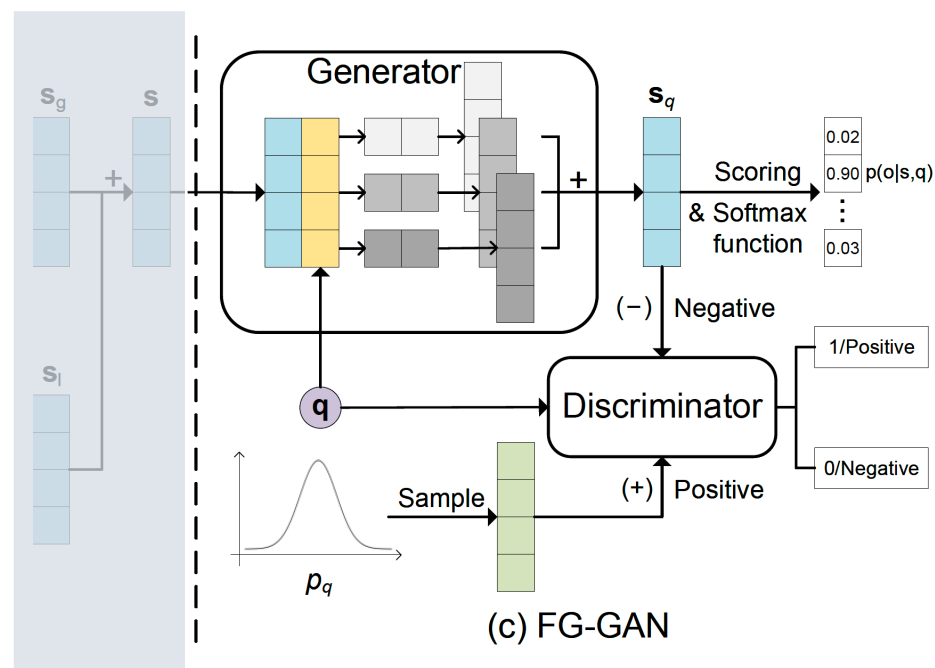 Generator
s_g
s
s_q
+
+
0.02
0.90 p(o|s,q)
⋮
0.03
Scoring
& Softmax
function
(−) Negative
s_l
q
Discriminator
1/Positive
0/Negative
(+) Positive
Sample
p_q
(c) FG-GAN